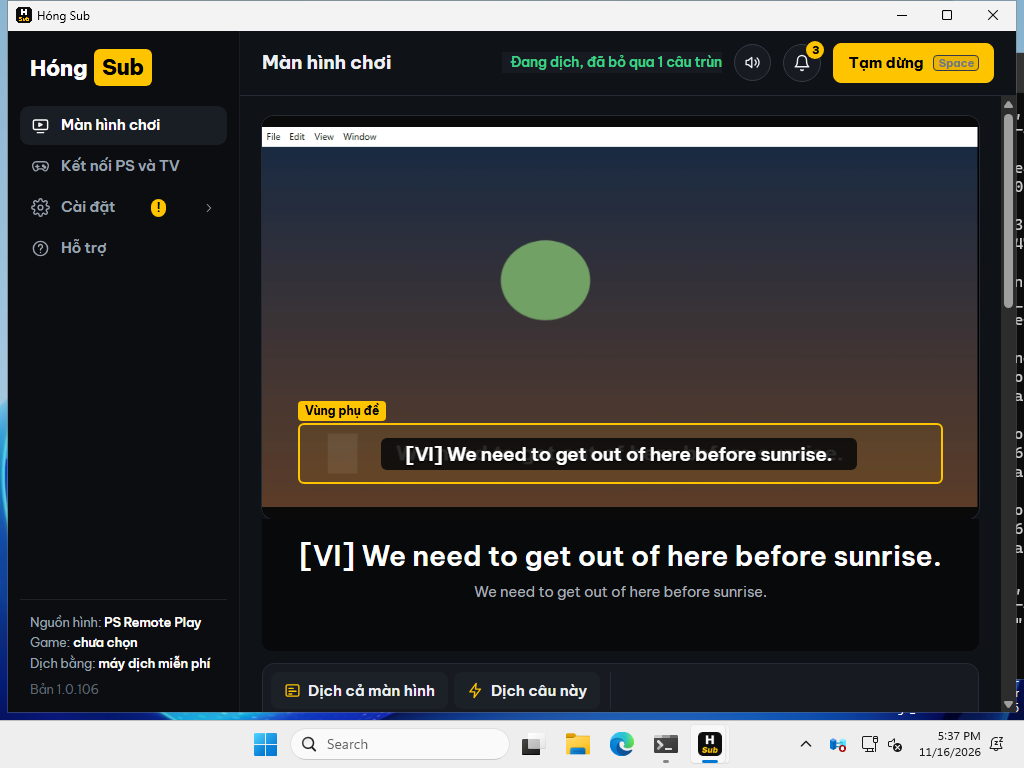 Hóng Sub
Hóng Sub
Màn hình chơi
Kết nối PS và TV
Cài đặt !
Hỗ trợ
Nguồn hình: PS Remote Play
Game: chưa chọn
Dịch bằng: máy dịch miễn phí
Bản 1.0.106
Màn hình chơi
Đang dịch, đã bỏ qua 1 câu trùn
3
Tạm dừng Space
File Edit View Window
Vùng phụ đề
[VI] We need to get out of here before sunrise.
[VI] We need to get out of here before sunrise.
We need to get out of here before sunrise.
Dịch cả màn hình
Dịch câu này
Search
5:37 PM
11/16/2026